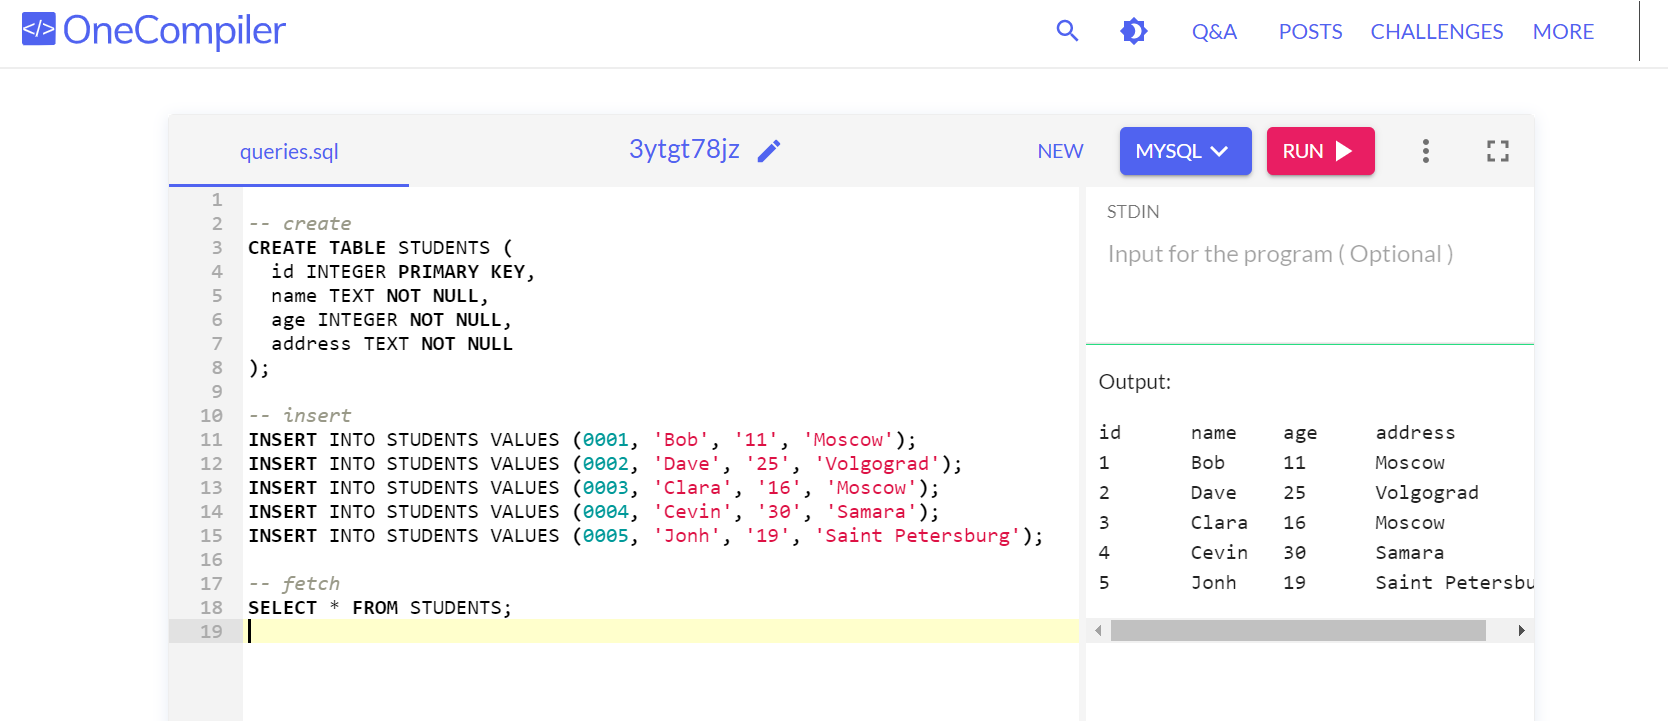 </> OneCompiler Q&A POSTS CHALLENGES MORE
queries.sql 3ytgt78jz NEW MYSQL RUN
1
2 -- create
3 CREATE TABLE STUDENTS (
4 id INTEGER PRIMARY KEY,
5 name TEXT NOT NULL,
6 age INTEGER NOT NULL,
7 address TEXT NOT NULL
8 );
9
10 -- insert
11 INSERT INTO STUDENTS VALUES (0001, 'Bob', '11', 'Moscow');
12 INSERT INTO STUDENTS VALUES (0002, 'Dave', '25', 'Volgograd');
13 INSERT INTO STUDENTS VALUES (0003, 'Clara', '16', 'Moscow');
14 INSERT INTO STUDENTS VALUES (0004, 'Cevin', '30', 'Samara');
15 INSERT INTO STUDENTS VALUES (0005, 'Jonh', '19', 'Saint Petersburg');
16
17 -- fetch
18 SELECT * FROM STUDENTS;
19
STDIN
Input for the program ( Optional )
Output:
id name age address
1 Bob 11 Moscow
2 Dave 25 Volgograd
3 Clara 16 Moscow
4 Cevin 30 Samara
5 Jonh 19 Saint Petersbu